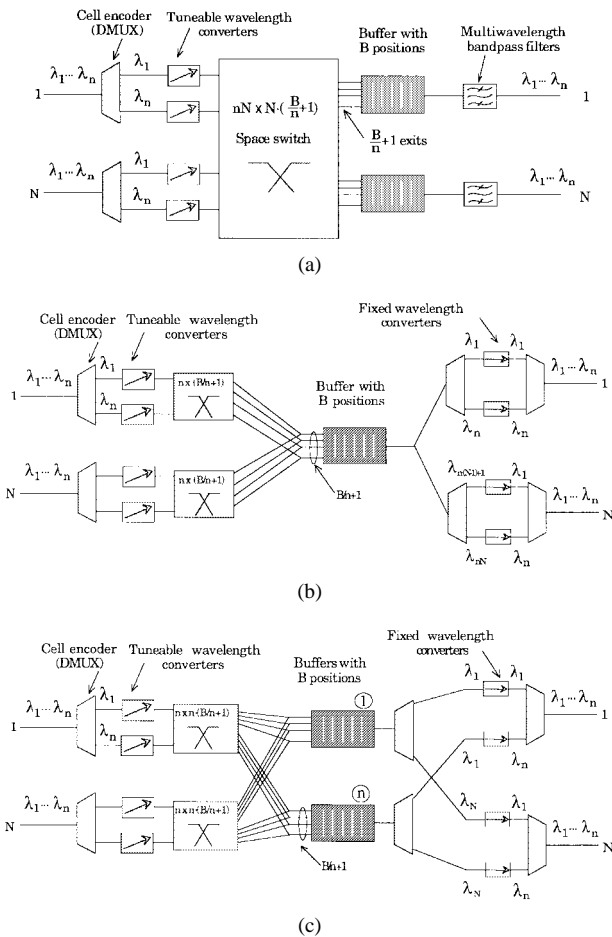 Cell encoder
(DMUX)
Tuneable wavelength
converters
Buffer with
B positions
Multiwavelength
bandpass filters
λ1... λn
1
λ1
λn
nN x N·( B/n +1)
Space switch
B/n +1 exits
λ1... λn
1
λ1... λn
N
λ1
λn
λ1... λn
N
(a)
Cell encoder
(DMUX)
Tuneable wavelength
converters
Fixed wavelength
converters
Buffer with
B positions
λ1... λn
1
λ1
λn
n x (B/n+1)
λ1
λ1
λn
λn
λ1... λn
1
λ1... λn
N
n x (B/n+1)
B/n+1
λn(N-1)+1
λ1
λnN
λn
λ1... λn
N
(b)
Cell encoder
(DMUX)
Tuneable wavelength
converters
Buffers with
B positions
Fixed wavelength
converters
λ1... λn
1
λ1
λn
n x n·(B/n+1)
1
λ1
λ1
λ1
λn
λ1... λn
1
λ1... λn
N
n x n·(B/n+1)
n
B/n+1
λN
λ1
λN
λn
λ1... λn
N
(c)